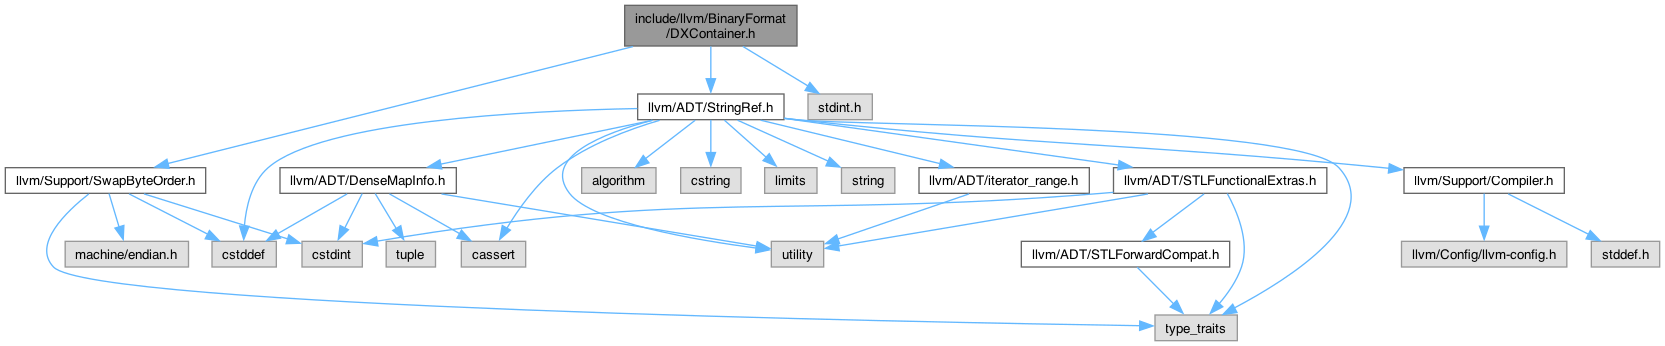 include/llvm/BinaryFormat
/DXContainer.h
llvm/ADT/StringRef.h
stdint.h
llvm/Support/SwapByteOrder.h
llvm/ADT/DenseMapInfo.h
algorithm
cstring
limits
string
llvm/ADT/iterator_range.h
llvm/ADT/STLFunctionalExtras.h
llvm/Support/Compiler.h
machine/endian.h
cstddef
cstdint
tuple
cassert
utility
llvm/ADT/STLForwardCompat.h
llvm/Config/llvm-config.h
stddef.h
type_traits